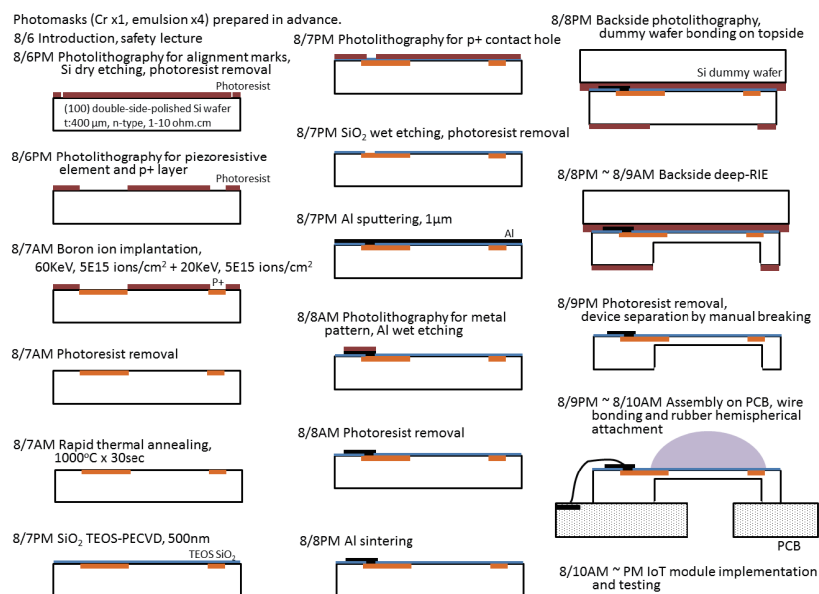 Photomasks (Cr x1, emulsion x4) prepared in advance.
8/6 Introduction, safety lecture
8/6PM Photolithography for alignment marks,
Si dry etching, photoresist removal
Photoresist
(100) double-side-polished Si wafer
t:400 μm, n-type, 1-10 ohm.cm
8/6PM Photolithography for piezoresistive
element and p+ layer
Photoresist
8/7AM Boron ion implantation,
60KeV, 5E15 ions/cm² + 20KeV, 5E15 ions/cm²
P+
8/7AM Photoresist removal
8/7AM Rapid thermal annealing,
1000°C x 30sec
8/7PM SiO₂ TEOS-PECVD, 500nm
TEOS SiO₂
8/7PM Photolithography for p+ contact hole
8/7PM SiO₂ wet etching, photoresist removal
8/7PM Al sputtering, 1μm
Al
8/8AM Photolithography for metal
pattern, Al wet etching
8/8AM Photoresist removal
8/8PM Al sintering
8/8PM Backside photolithography,
dummy wafer bonding on topside
Si dummy wafer
8/8PM ~ 8/9AM Backside deep-RIE
8/9PM Photoresist removal,
device separation by manual breaking
8/9PM ~ 8/10AM Assembly on PCB, wire
bonding and rubber hemispherical
attachment
PCB
8/10AM ~ PM IoT module implementation
and testing